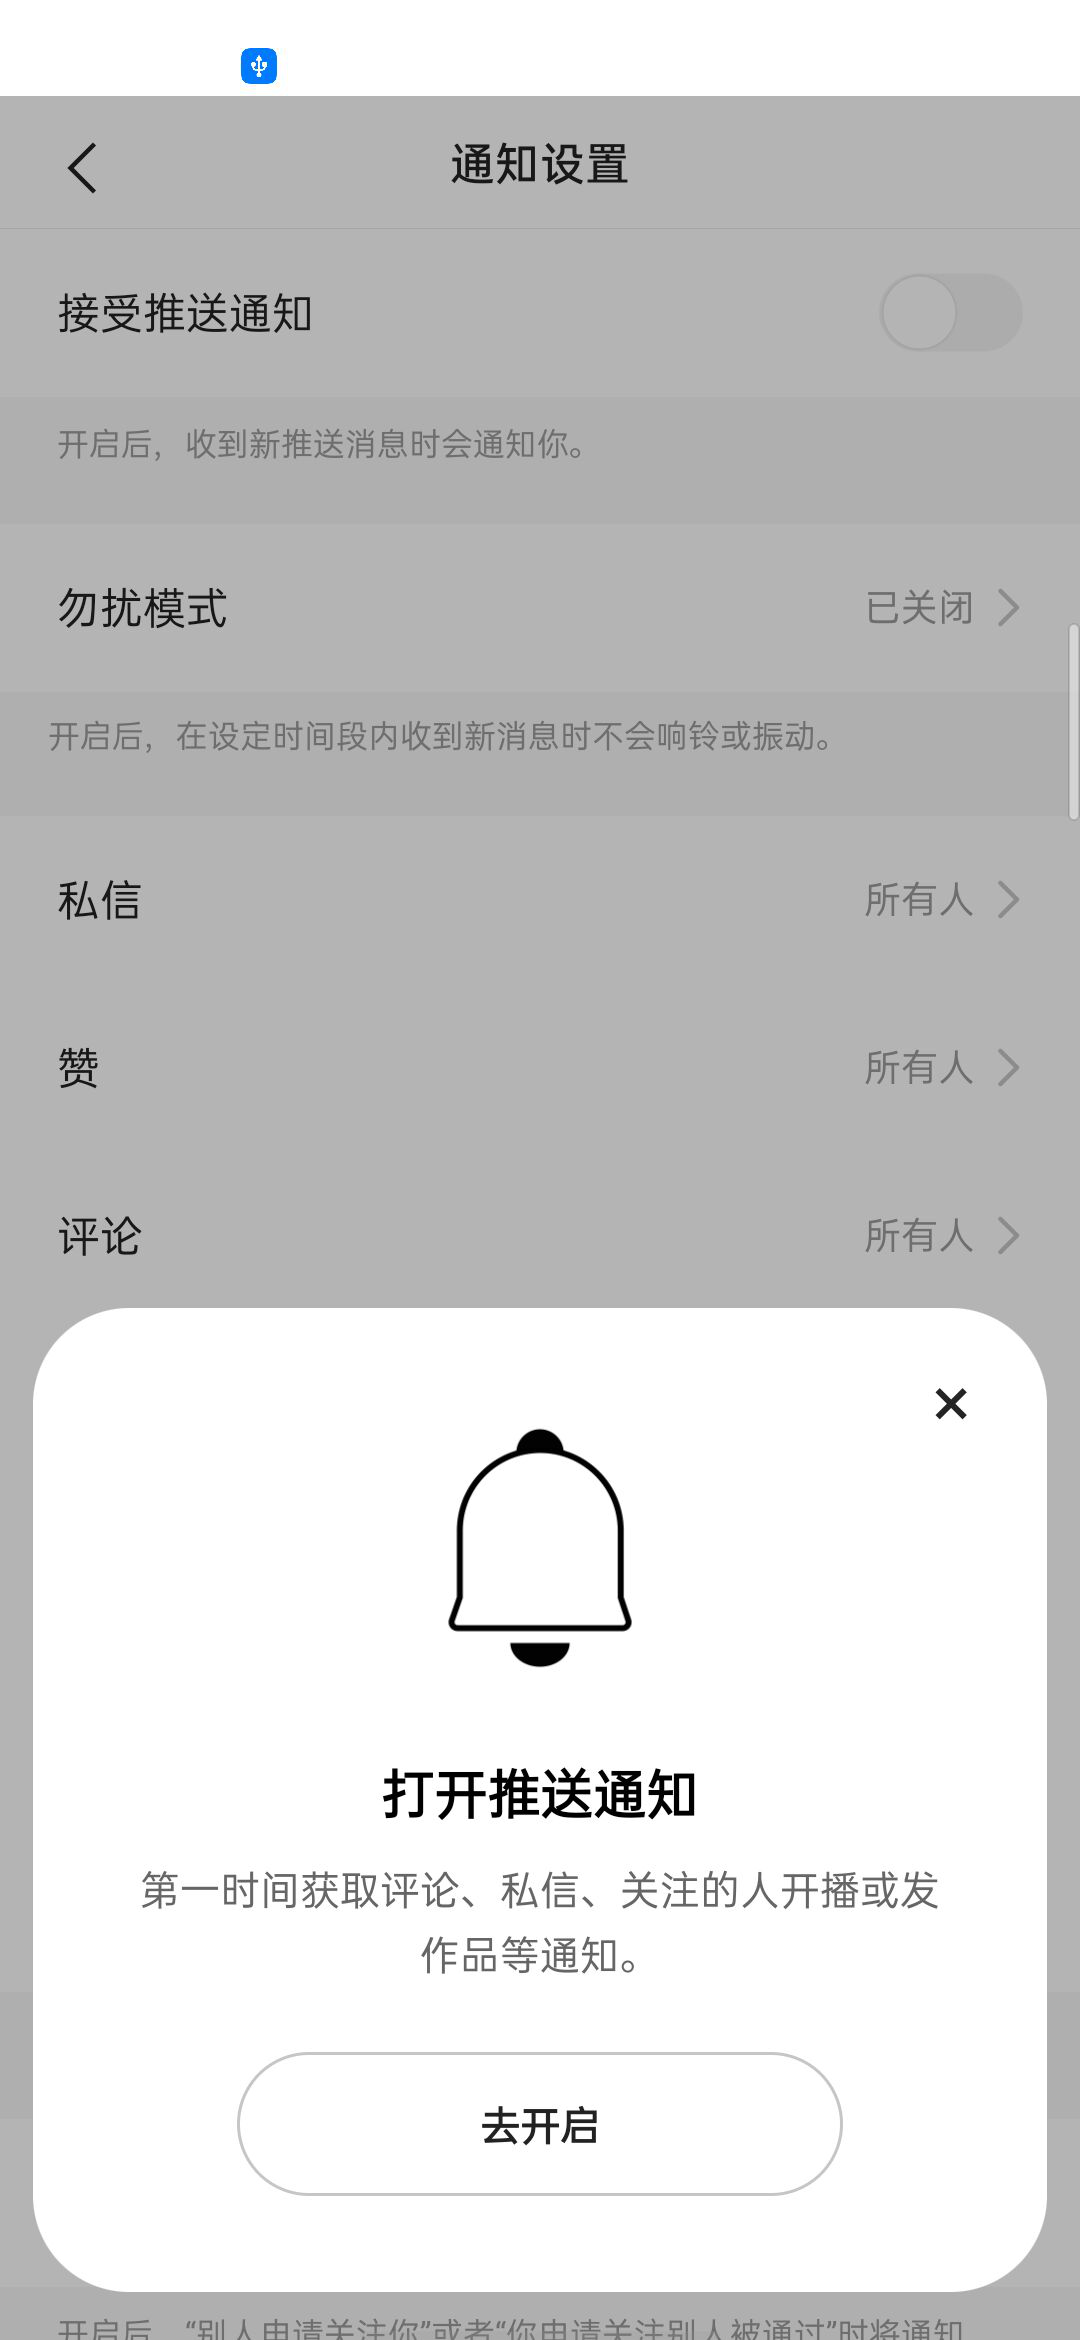 通知设置
接受推送通知
开启后，收到新推送消息时会通知你。
勿扰模式
已关闭
开启后，在设定时间段内收到新消息时不会响铃或振动。
私信
所有人
赞
所有人
评论
所有人
打开推送通知
第一时间获取评论、私信、关注的人开播或发
作品等通知。
去开启
开启后，“别人申请关注你”或者“你申请关注别人被通过”时将通知